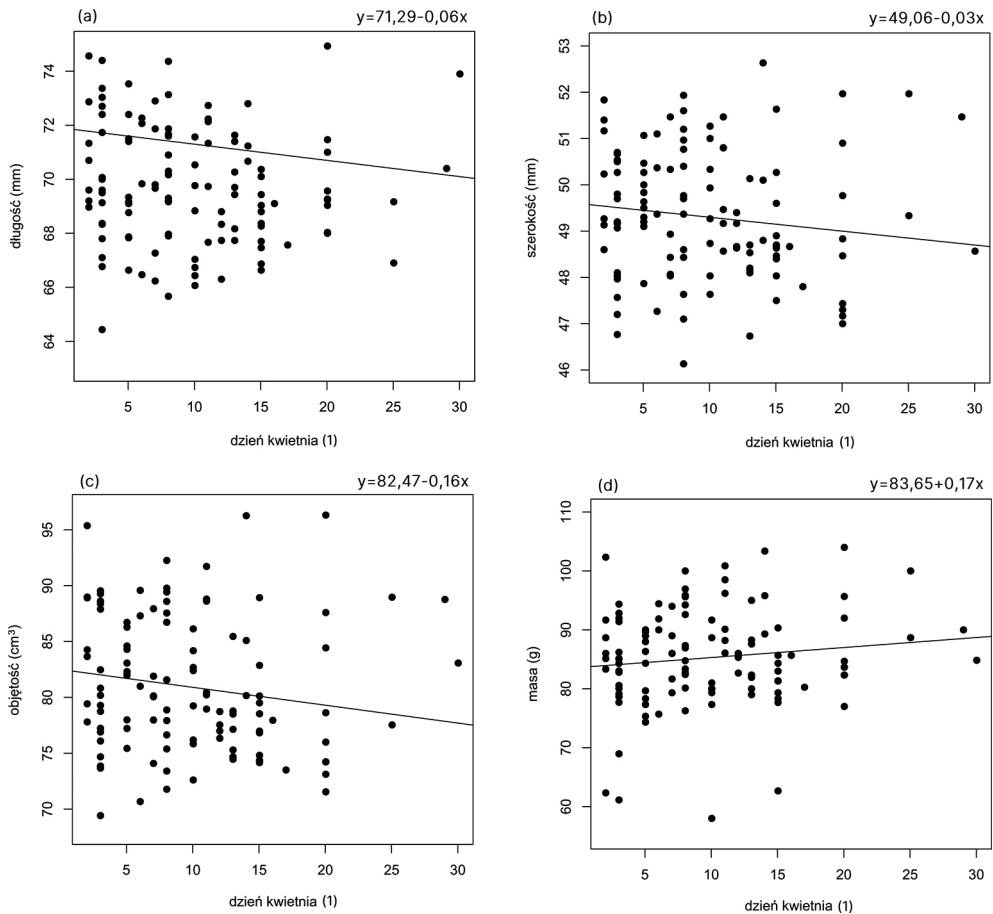 (a) y=71,29-0,06x
74
72
70
68
66
64
długość (mm)
5 10 15 20 25 30
dzień kwietnia (1)
(b) y=49,06-0,03x
53
52
51
50
49
48
47
46
szerokość (mm)
5 10 15 20 25 30
dzień kwietnia (1)
(c) y=82,47-0,16x
95
90
85
80
75
70
objętość (cm³)
5 10 15 20 25 30
dzień kwietnia (1)
(d) y=83,65+0,17x
110
100
90
80
70
60
masa (g)
5 10 15 20 25 30
dzień kwietnia (1)